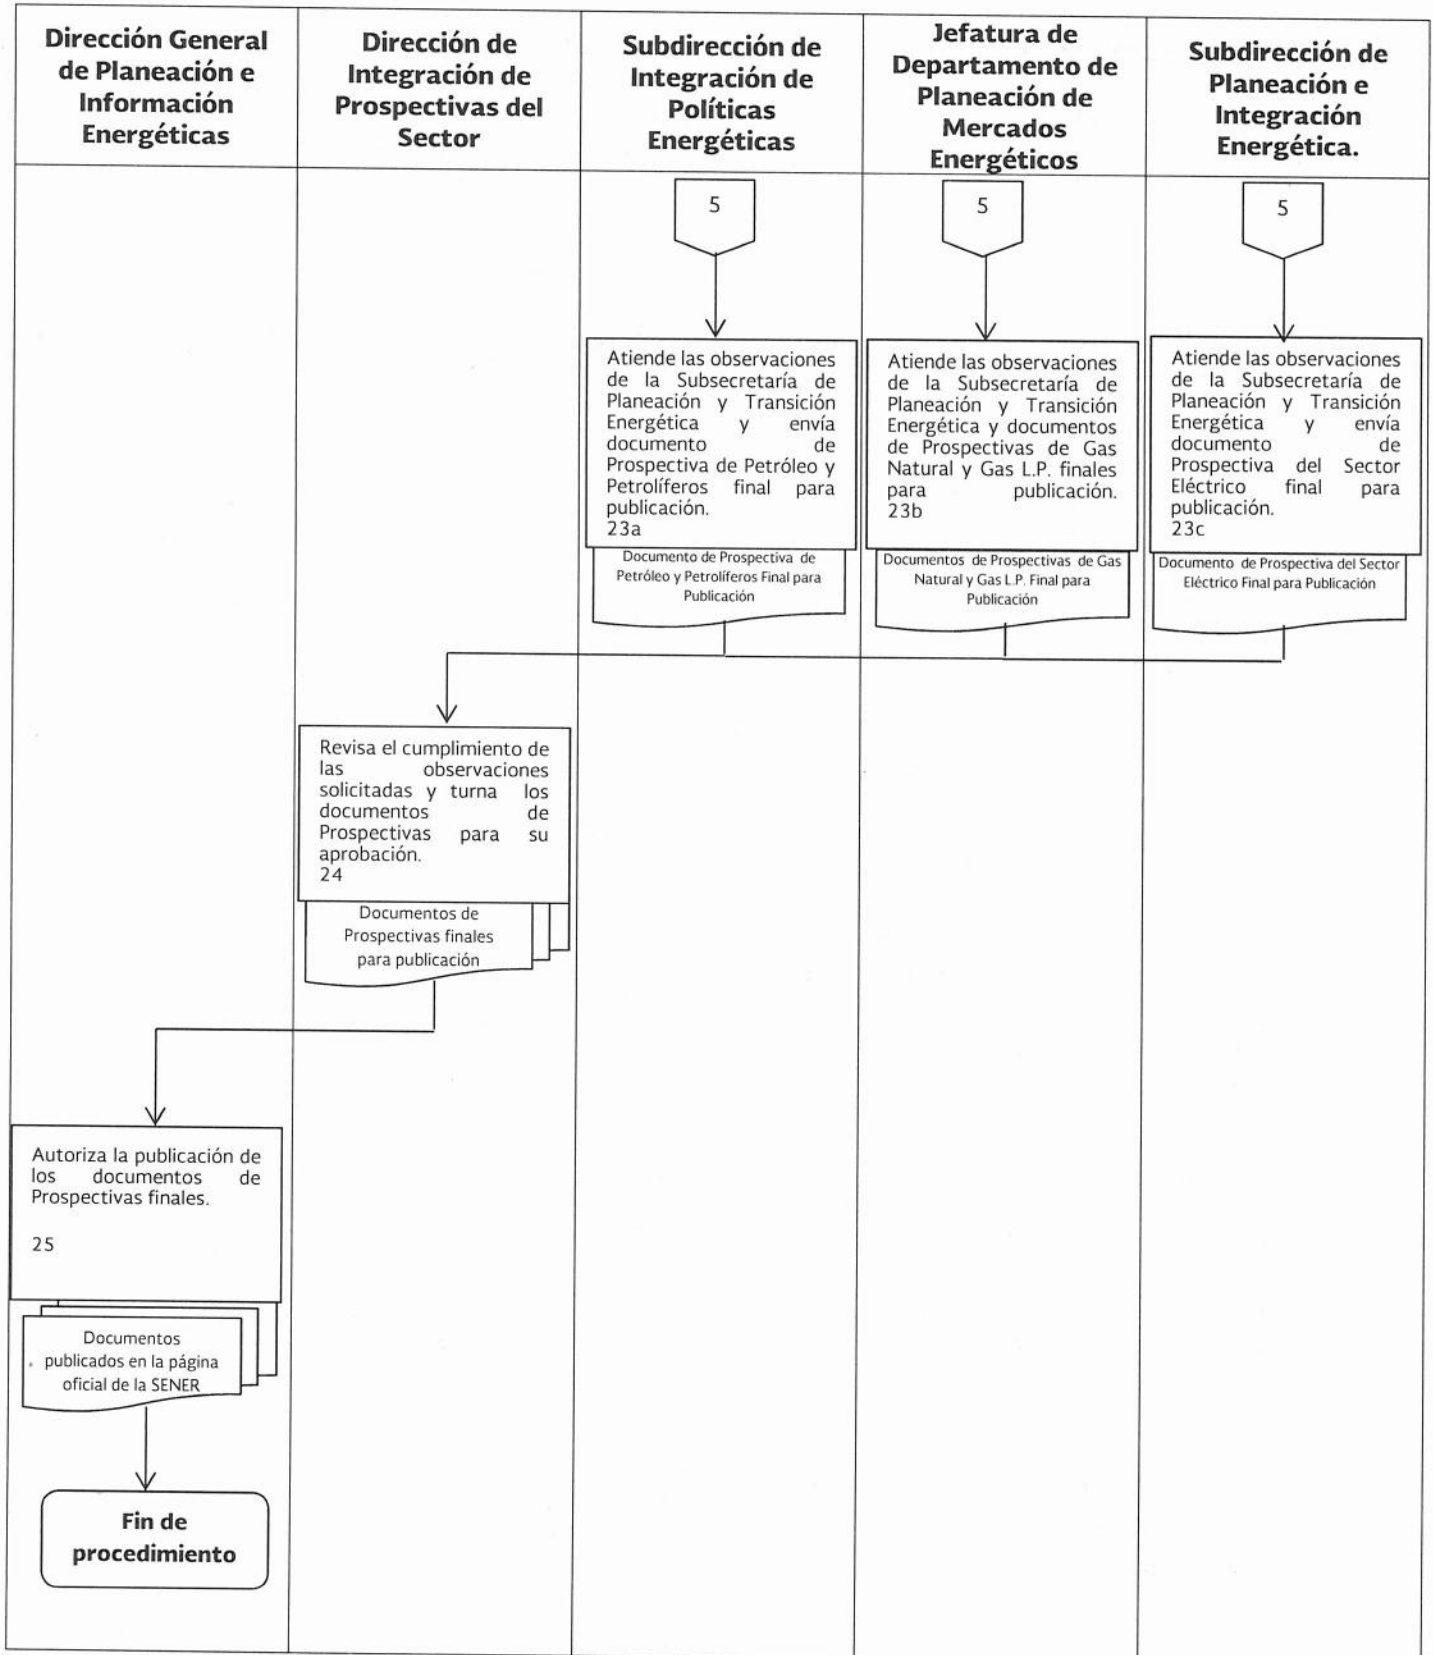 Dirección General
de Planeación e
Información
Energéticas
Dirección de
Integración de
Prospectivas del
Sector
Subdirección de
Integración de
Políticas
Energéticas
Jefatura de
Departamento de
Planeación de
Mercados
Energéticos
Subdirección de
Planeación e
Integración
Energética.
5
5
5
Atiende las observaciones
de la Subsecretaría de
Planeación y Transición
Energética y envía
documento de
Prospectiva de Petróleo y
Petrolíferos final para
publicación.
23a
Documento de Prospectiva de
Petróleo y Petrolíferos Final para
Publicación
Atiende las observaciones
de la Subsecretaría de
Planeación y Transición
Energética y documentos
de Prospectivas de Gas
Natural y Gas L.P. finales
para publicación.
23b
Documentos de Prospectivas de Gas
Natural y Gas L.P. Final para
Publicación
Atiende las observaciones
de la Subsecretaría de
Planeación y Transición
Energética y envía
documento de
Prospectiva del Sector
Eléctrico final para
publicación.
23c
Documento de Prospectiva del Sector
Eléctrico Final para Publicación
Revisa el cumplimiento de
las observaciones
solicitadas y turna los
documentos de
Prospectivas para su
aprobación.
24
Documentos de
Prospectivas finales
para publicación
Autoriza la publicación de
los documentos de
Prospectivas finales.
25
Documentos
publicados en la página
oficial de la SENER
Fin de
procedimiento